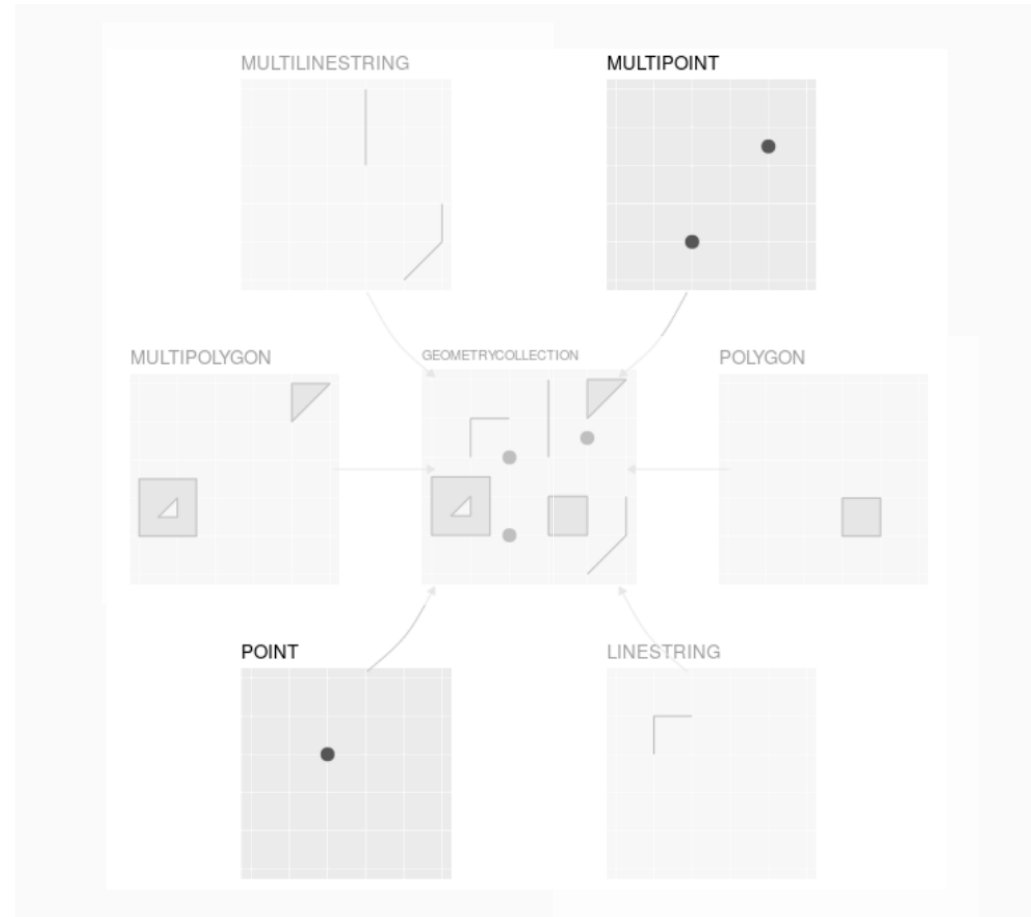 MULTILINESTRING
MULTIPOINT
MULTIPOLYGON
GEOMETRYCOLLECTION
POLYGON
POINT
LINESTRING